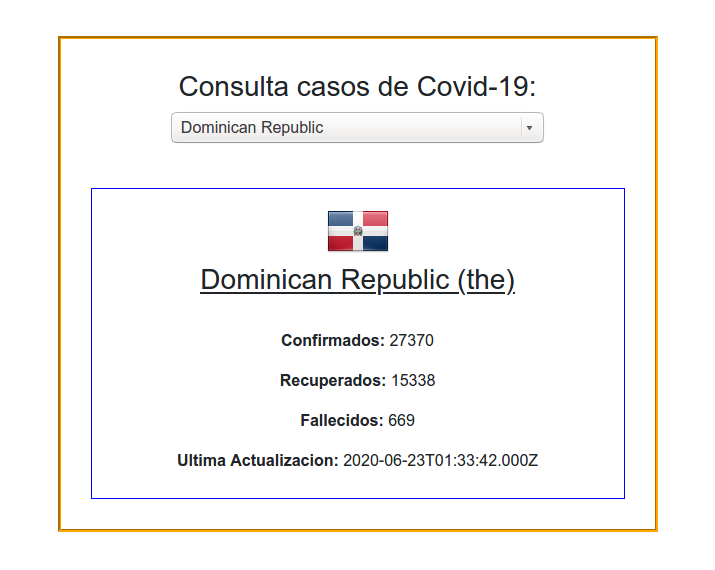 Consulta casos de Covid-19:
Dominican Republic
Dominican Republic (the)
Confirmados: 27370
Recuperados: 15338
Fallecidos: 669
Ultima Actualizacion: 2020-06-23T01:33:42.000Z